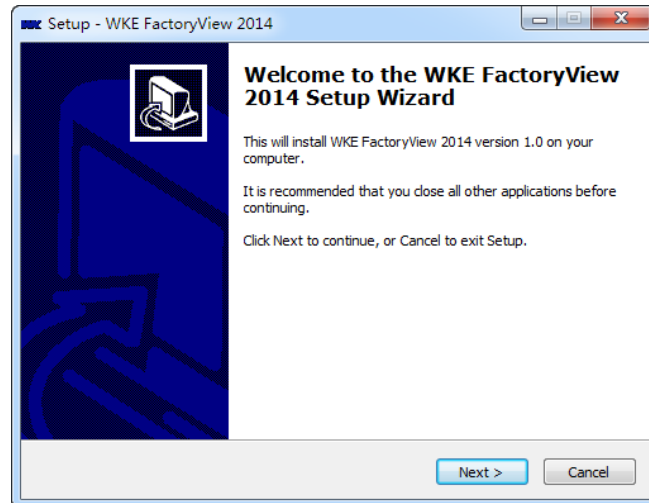 Setup - WKE FactoryView 2014
Welcome to the WKE FactoryView
2014 Setup Wizard
This will install WKE FactoryView 2014 version 1.0 on your
computer.
It is recommended that you close all other applications before
continuing.
Click Next to continue, or Cancel to exit Setup.
Next >
Cancel